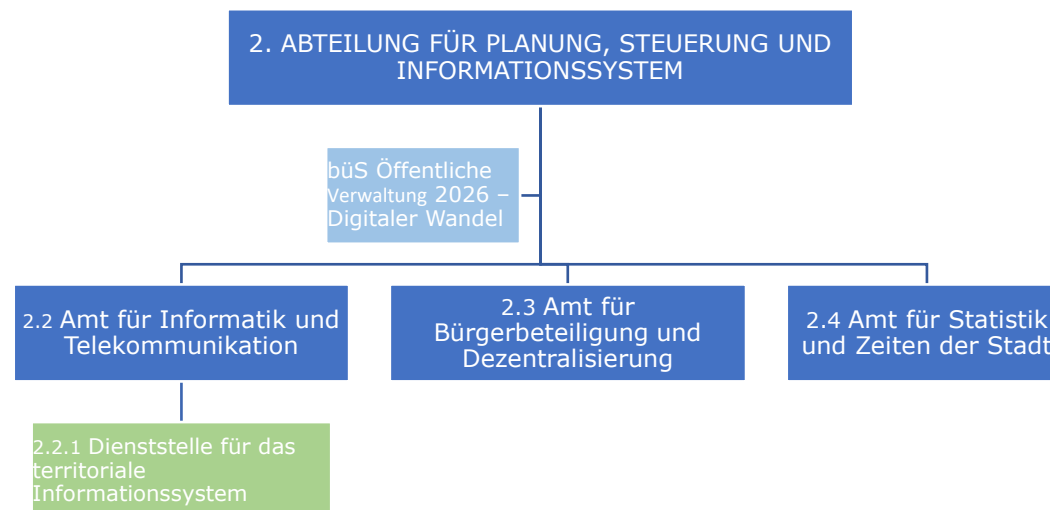 2. ABTEILUNG FÜR PLANUNG, STEUERUNG UND
INFORMATIONSSYSTEM
büS Öffentliche
Verwaltung 2026 –
Digitaler Wandel
2.2 Amt für Informatik und
Telekommunikation
2.3 Amt für
Bürgerbeteiligung und
Dezentralisierung
2.4 Amt für Statistik
und Zeiten der Stadt
2.2.1 Dienststelle für das
territoriale
Informationssystem